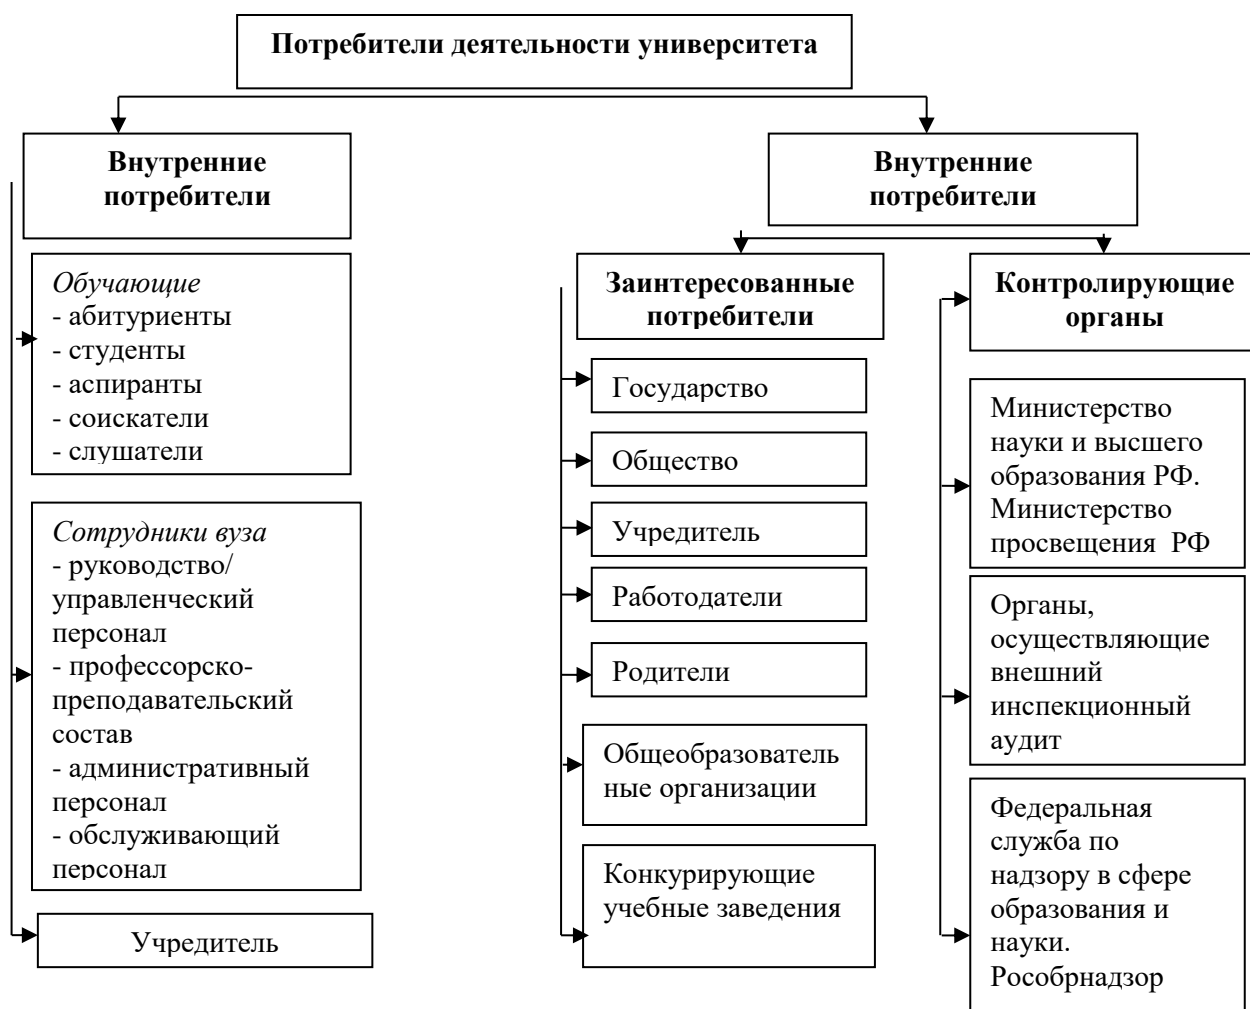 Потребители деятельности университета
Внутренние
потребители
Внутренние
потребители
Обучающие
- абитуриенты
- студенты
- аспиранты
- соискатели
- слушатели
Сотрудники вуза
- руководство/
управленческий
персонал
- профессорско-
преподавательский
состав
- административный
персонал
- обслуживающий
персонал
Учредитель
Заинтересованные
потребители
Государство
Общество
Учредитель
Работодатели
Родители
Общеобразователь
ные организации
Конкурирующие
учебные заведения
Контролирующие
органы
Министерство
науки и высшего
образования РФ.
Министерство
просвещения РФ
Органы,
осуществляющие
внешний
инспекционный
аудит
Федеральная
служба по
надзору в сфере
образования и
науки.
Рособрнадзор